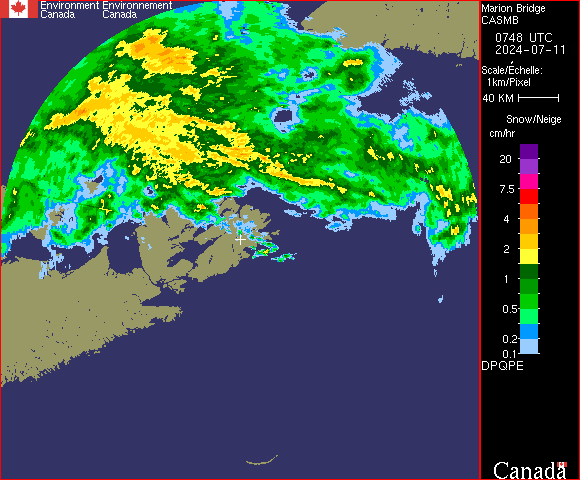 Environment Environnement
Canada Canada
Marion Bridge
CASMB
0748 UTC
2024-07-11
Scale/Échelle:
1km/Pixel
40 KM
Snow/Neige
cm/hr
20
7.5
4
2
1
0.5
0.2
0.1
DPQPE
Canada